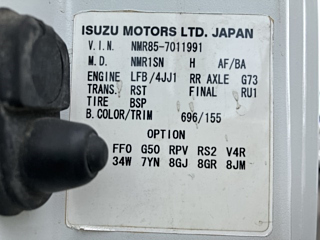 ISUZU MOTORS LTD. JAPAN
V.I.N. NMR85-7011991
M.D. NMR1SN H AF/BA
ENGINE LFB/4JJ1 RR AXLE G73
TRANS. RST FINAL RU1
TIRE BSP
B.COLOR/TRIM 696/155
OPTION
FFO G50 RPV RS2 V4R
34W 7YN 8GJ 8GR 8JM